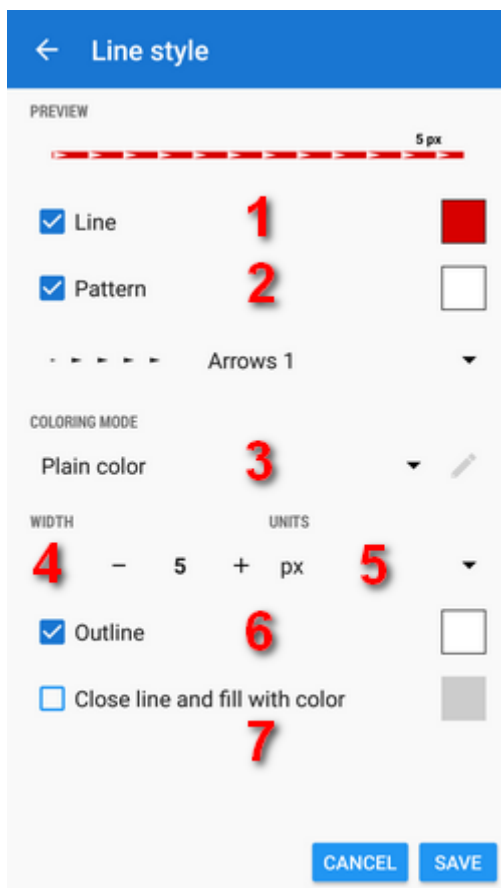 Line style
PREVIEW
5 px
Line 1
Pattern 2
Arrows 1
COLORING MODE
Plain color 3
WIDTH UNITS
4 − 5 + px 5
Outline 6
Close line and fill with color
7
CANCEL SAVE